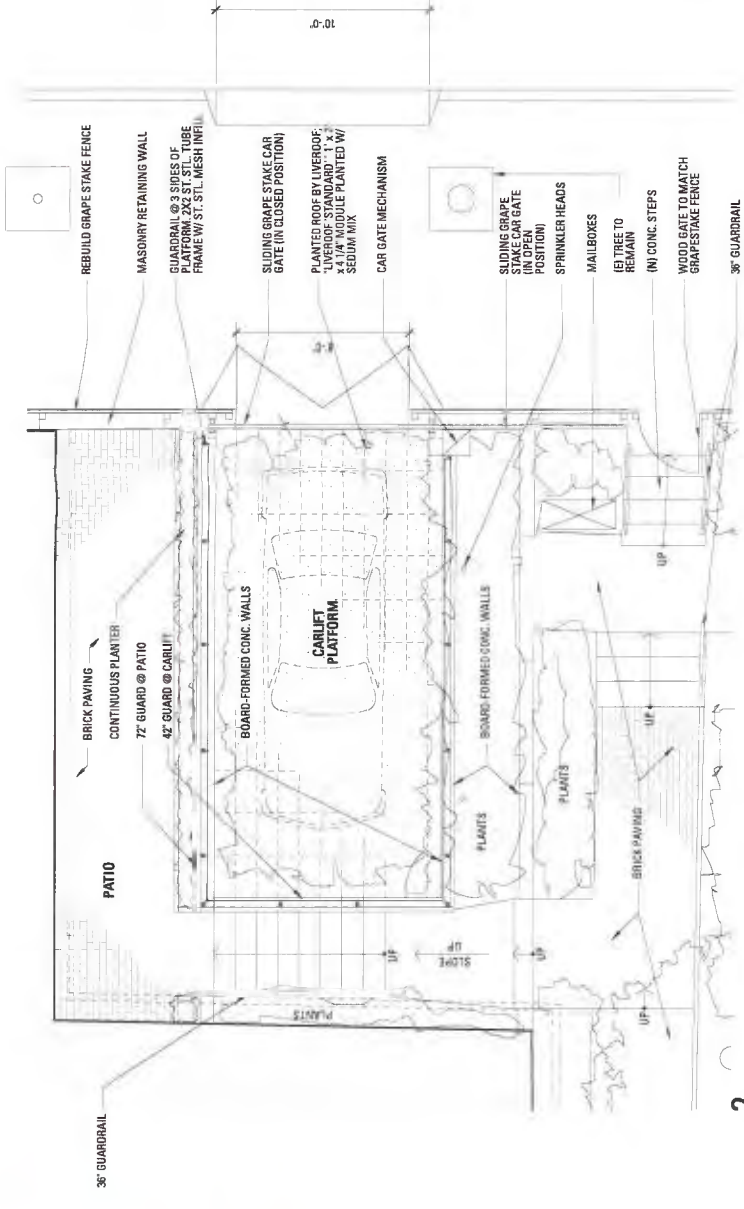 10'-0"
REBUILD GRAPE STAKE FENCE
MASONRY RETAINING WALL
GUARDRAIL @ 3 SIDES OF
PLATFORM. 2X2 ST. STL. TUBE
FRAME W/ ST. STL. MESH INFILL
SLIDING GRAPE STAKE CAR
GATE (IN CLOSED POSITION)
PLANTED ROOF BY LIVEROOF,
"LIVEROOF 'STANDARD'" 1' x 2'
x 4 1/4" MODULE PLANTED W/
SEDUM MIX
CAR GATE MECHANISM
SLIDING GRAPE
STAKE CAR GATE
(IN OPEN
POSITION)
SPRINKLER HEADS
MAILBOXES
(E) TREE TO
REMAIN
(N) CONC. STEPS
WOOD GATE TO MATCH
GRAPESTAKE FENCE
36" GUARDRAIL
8'-0"
BRICK PAVING
CONTINUOUS PLANTER
72" GUARD @ PATIO
42" GUARD @ CARLIFT
BOARD-FORMED CONC. WALLS
CARLIFT
PLATFORM
BOARD-FORMED CONC. WALLS
PLANTS
PLANTS
BRICK PAVING
UP
UP
PATIO
UP
SLOPE
UP
UP
UP
PLANTS
36" GUARDRAIL
2